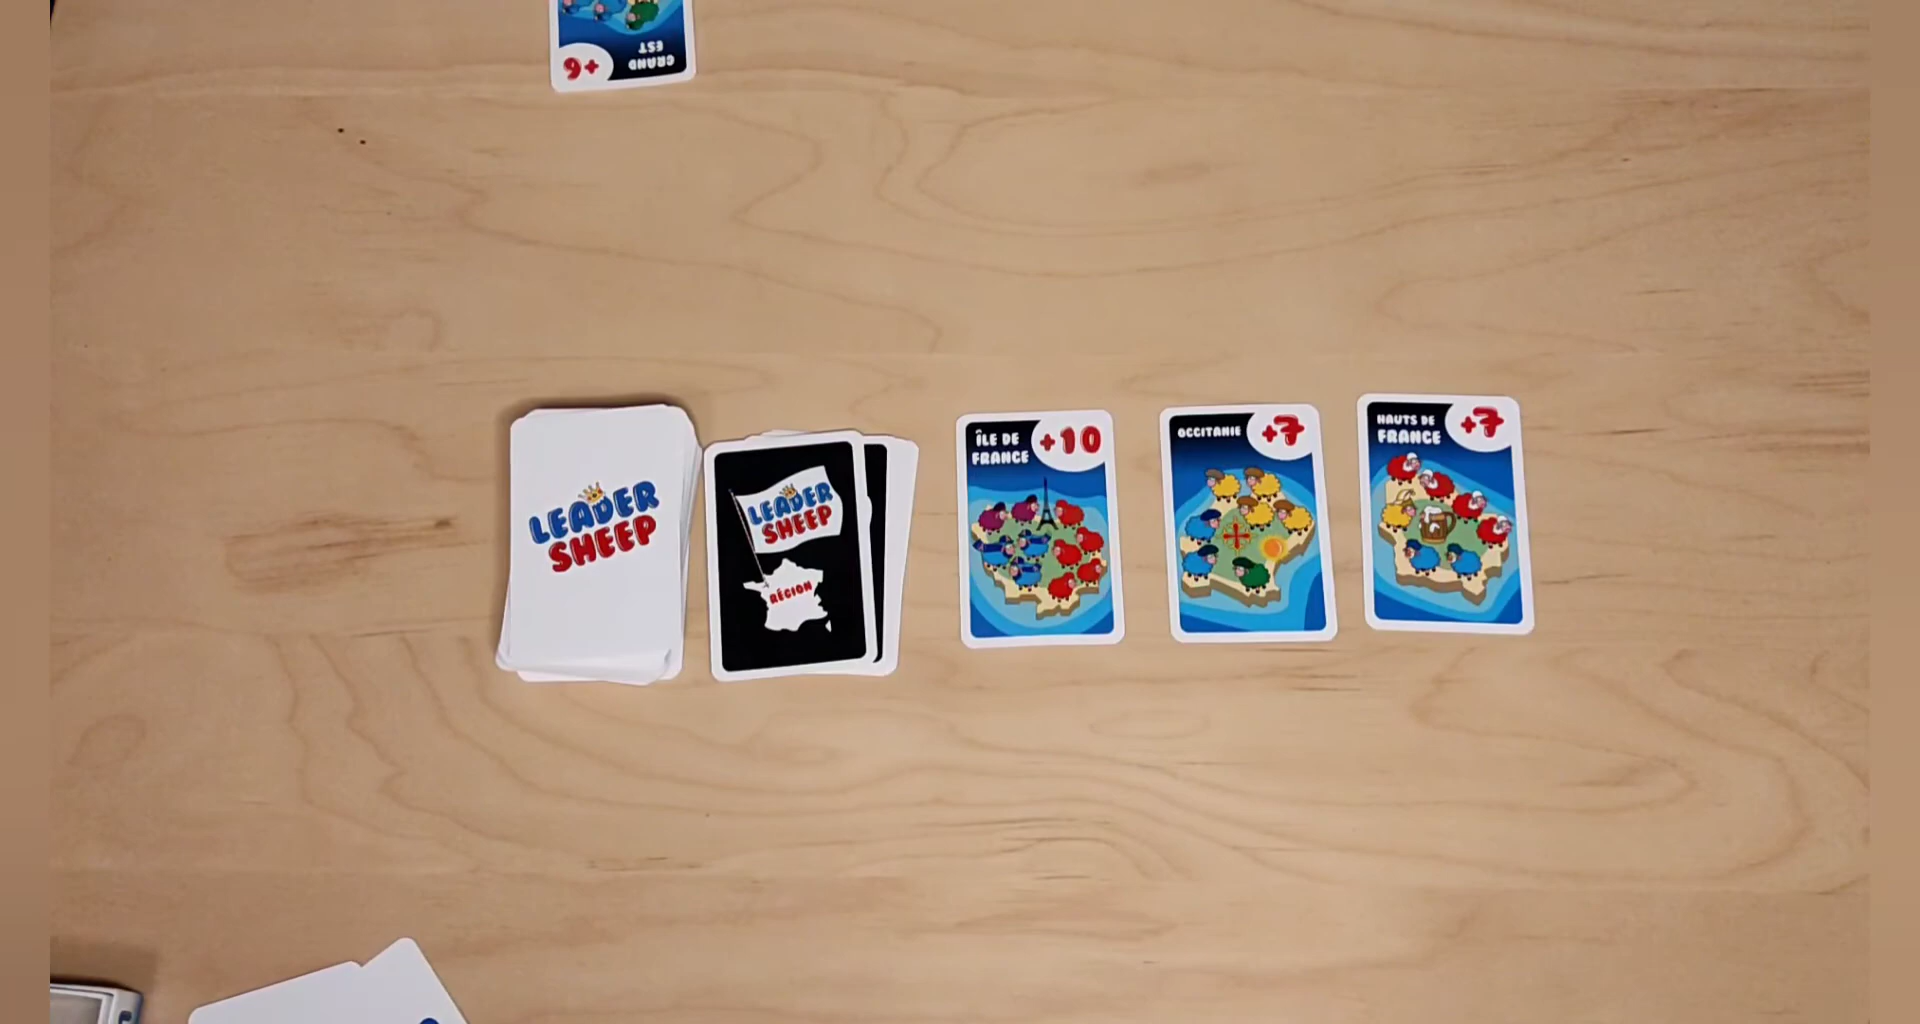 GRAND
EST
+6
LEADER
SHEEP
LEADER
SHEEP
RÉGION
ÎLE DE
FRANCE
+10
OCCITANIE
+7
HAUTS DE
FRANCE
+7